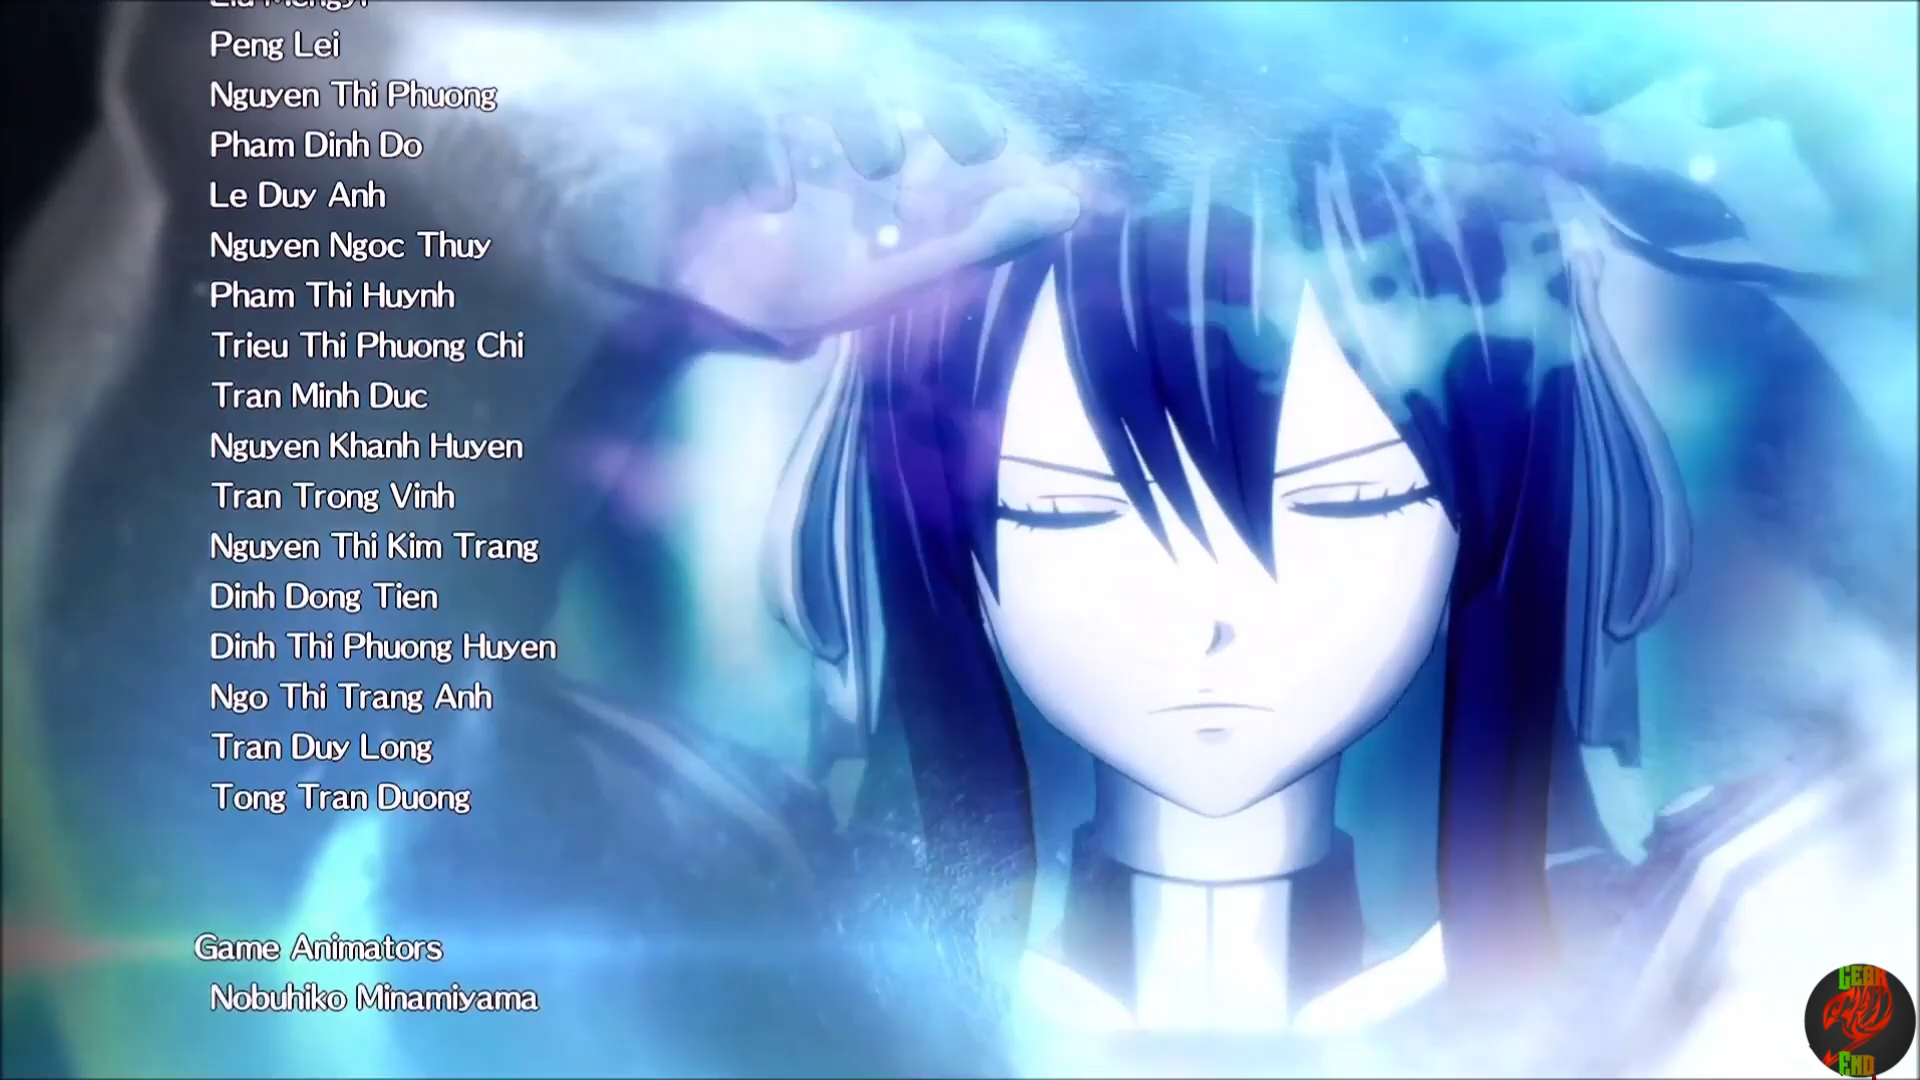 Peng Lei
Nguyen Thi Phuong
Pham Dinh Do
Le Duy Anh
Nguyen Ngoc Thuy
Pham Thi Huynh
Trieu Thi Phuong Chi
Tran Minh Duc
Nguyen Khanh Huyen
Tran Trong Vinh
Nguyen Thi Kim Trang
Dinh Dong Tien
Dinh Thi Phuong Huyen
Ngo Thi Trang Anh
Tran Duy Long
Tong Tran Duong
Game Animators
Nobuhiko Minamiyama
Gear
End